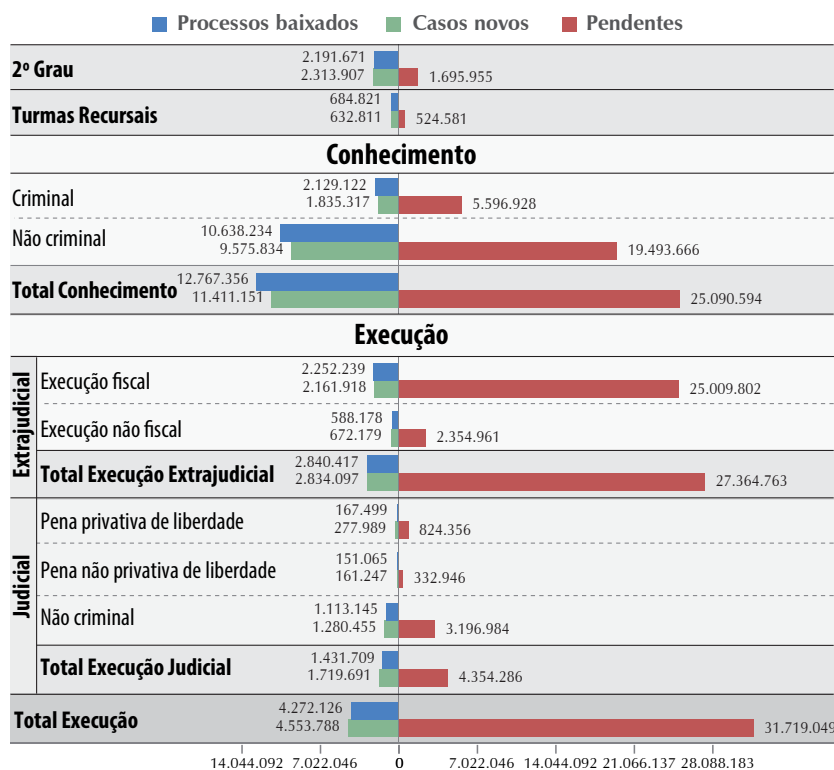 Processos baixados Casos novos Pendentes
2º Grau
2.191.671
2.313.907
1.695.955
Turmas Recursais
684.821
632.811
524.581
Conhecimento
Criminal
2.129.122
1.835.317
5.596.928
Não criminal
10.638.234
9.575.834
19.493.666
Total Conhecimento
12.767.356
11.411.151
25.090.594
Execução
Extrajudicial
Execução fiscal
2.252.239
2.161.918
25.009.802
Execução não fiscal
588.178
672.179
2.354.961
Total Execução Extrajudicial
2.840.417
2.834.097
27.364.763
Judicial
Pena privativa de liberdade
167.499
277.989
824.356
Pena não privativa de liberdade
151.065
161.247
332.946
Não criminal
1.113.145
1.280.455
3.196.984
Total Execução Judicial
1.431.709
1.719.691
4.354.286
Total Execução
4.272.126
4.553.788
31.719.049
14.044.092 7.022.046 0 7.022.046 14.044.092 21.066.137 28.088.183